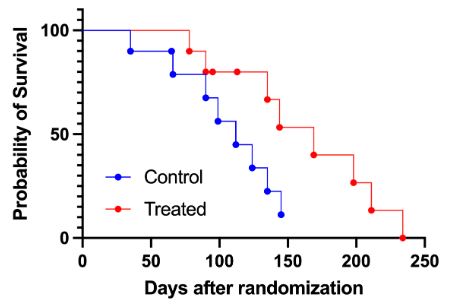 Probability of Survival
100
50
0
Control
Treated
0 50 100 150 200 250
Days after randomization